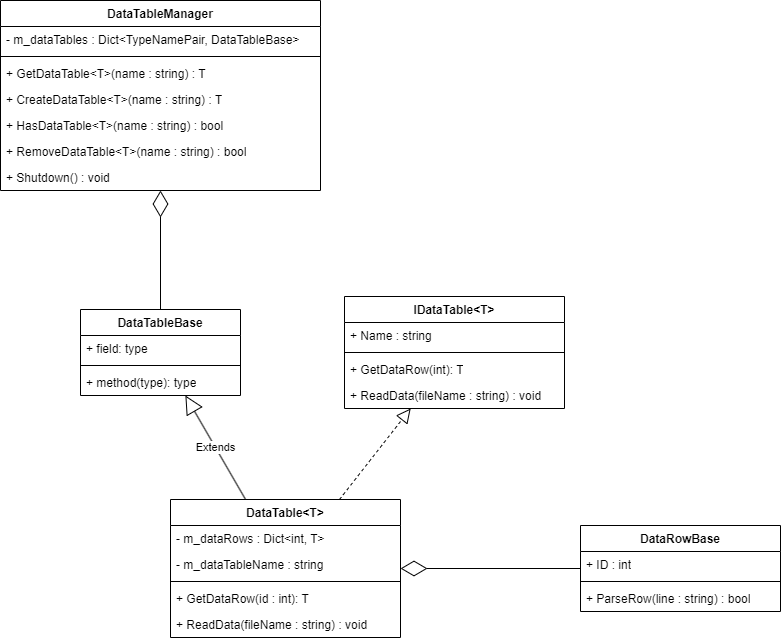 DataTableManager
- m_dataTables : Dict<TypeNamePair, DataTableBase>
+ GetDataTable<T>(name : string) : T
+ CreateDataTable<T>(name : string) : T
+ HasDataTable<T>(name : string) : bool
+ RemoveDataTable<T>(name : string) : bool
+ Shutdown() : void
DataTableBase
+ field: type
+ method(type): type
IDataTable<T>
+ Name : string
+ GetDataRow(int): T
+ ReadData(fileName : string) : void
Extends
DataTable<T>
- m_dataRows : Dict<int, T>
- m_dataTableName : string
+ GetDataRow(id : int): T
+ ReadData(fileName : string) : void
DataRowBase
+ ID : int
+ ParseRow(line : string) : bool